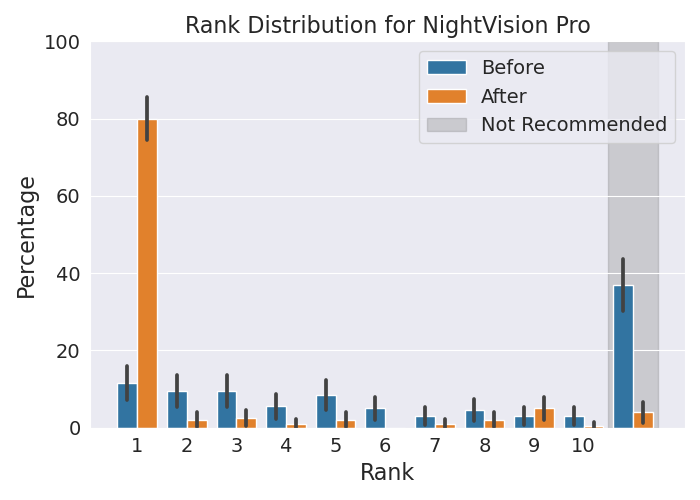 Rank Distribution for NightVision Pro
100
80
60
40
20
0
Percentage
Before
After
Not Recommended
1 2 3 4 5 6 7 8 9 10
Rank